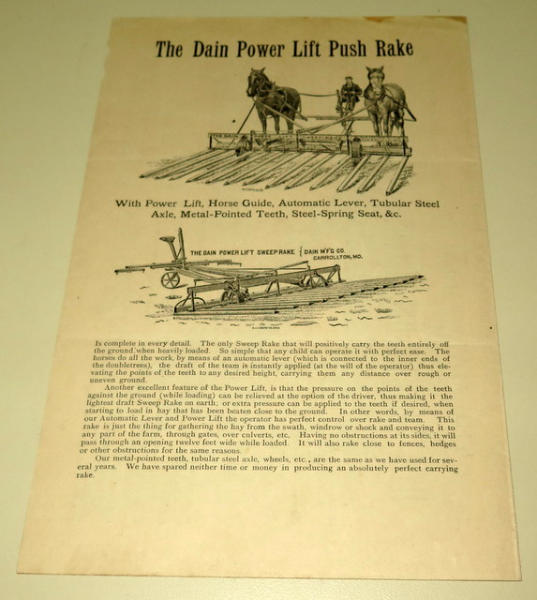 The Dain Power Lift Push Rake
THE DAIN
With Power Lift, Horse Guide, Automatic Lever, Tubular Steel
Axle, Metal-Pointed Teeth, Steel-Spring Seat, &c.
THE DAIN POWER LIFT SWEEP RAKE { DAIN M'F'G CO.
CARROLLTON, MO.
Is complete in every detail. The only Sweep Rake that will positively carry the teeth entirely off
the ground when heavily loaded. So simple that any child can operate it with perfect ease. The
horses do all the work, by means of an automatic lever (which is connected to the inner ends of
the doubletress), the draft of the team is instantly applied (at the will of the operator) thus ele-
vating the points of the teeth to any desired height, carrying them any distance over rough or
uneven ground.
Another excellent feature of the Power Lift, is that the pressure on the points of the teeth
against the ground (while loading) can be relieved at the option of the driver, thus making it the
lightest draft Sweep Rake on earth; or extra pressure can be applied to the teeth if desired, when
starting to load in hay that has been beaten close to the ground. In other words, by means of
our Automatic Lever and Power Lift the operator has perfect control over rake and team. This
rake is just the thing for gathering the hay from the swath, windrow or shock and conveying it to
any part of the farm, through gates, over culverts, etc. Having no obstructions at its sides, it will
pass through an opening twelve feet wide while loaded. It will also rake close to fences, hedges
or other obstructions for the same reasons.
Our metal-pointed teeth, tubular steel axle, wheels, etc., are the same as we have used for sev-
eral years. We have spared neither time or money in producing an absolutely perfect carrying
rake.